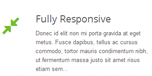 Fully Responsive
Donec id elit non mi porta gravida at eget
metus. Fusce dapibus, tellus ac cursus
commodo, tortor mauris condimentum nibh,
ut fermentum massa justo sit amet risus
etiam sem...